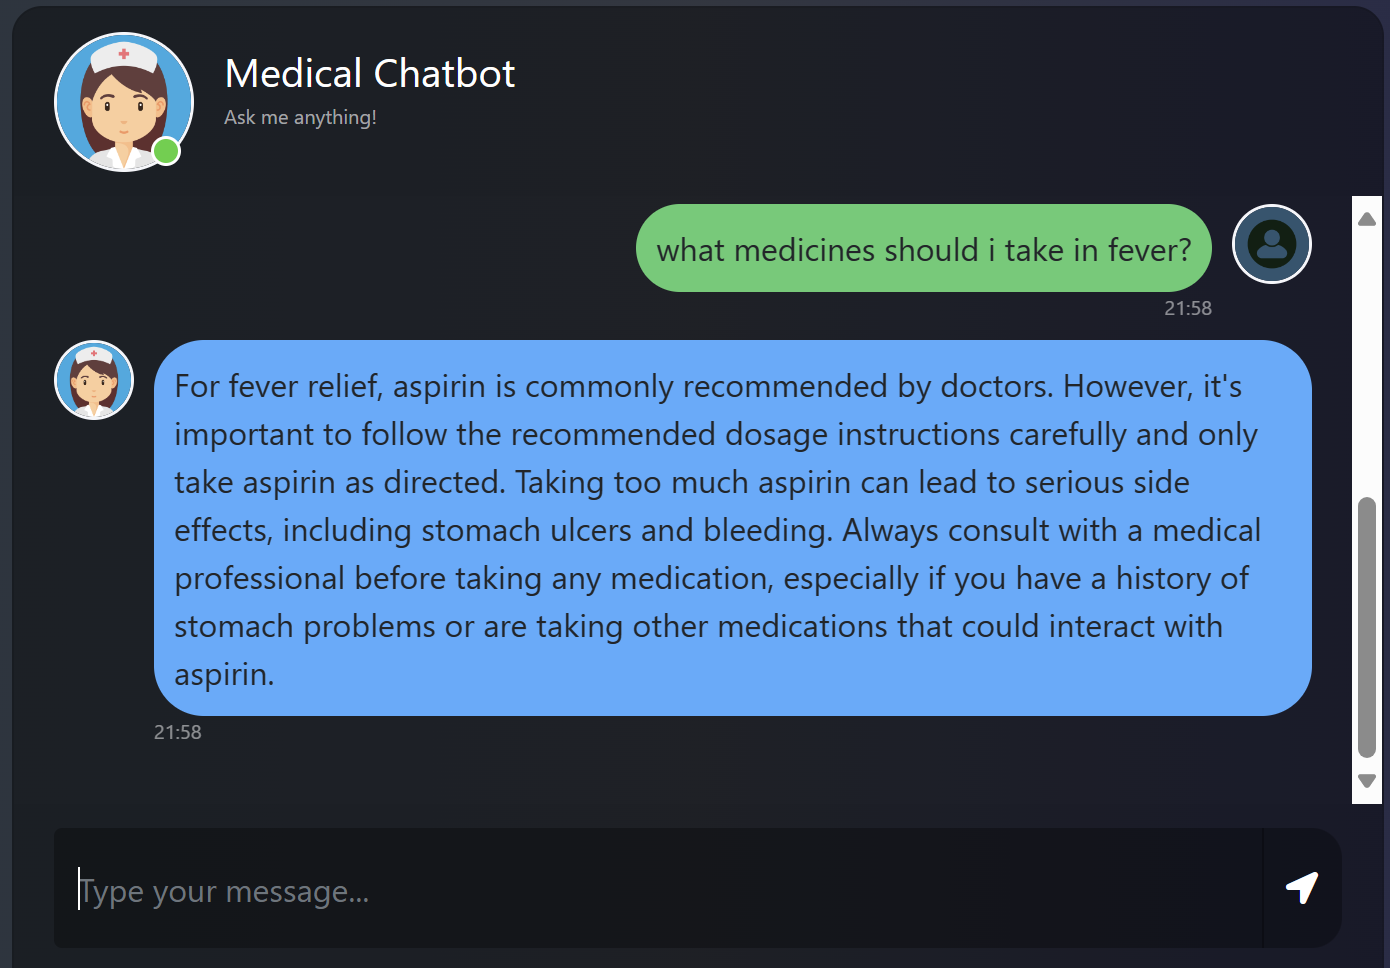 Medical Chatbot
Ask me anything!
what medicines should i take in fever?
21:58
For fever relief, aspirin is commonly recommended by doctors. However, it's
important to follow the recommended dosage instructions carefully and only
take aspirin as directed. Taking too much aspirin can lead to serious side
effects, including stomach ulcers and bleeding. Always consult with a medical
professional before taking any medication, especially if you have a history of
stomach problems or are taking other medications that could interact with
aspirin.
21:58
Type your message...